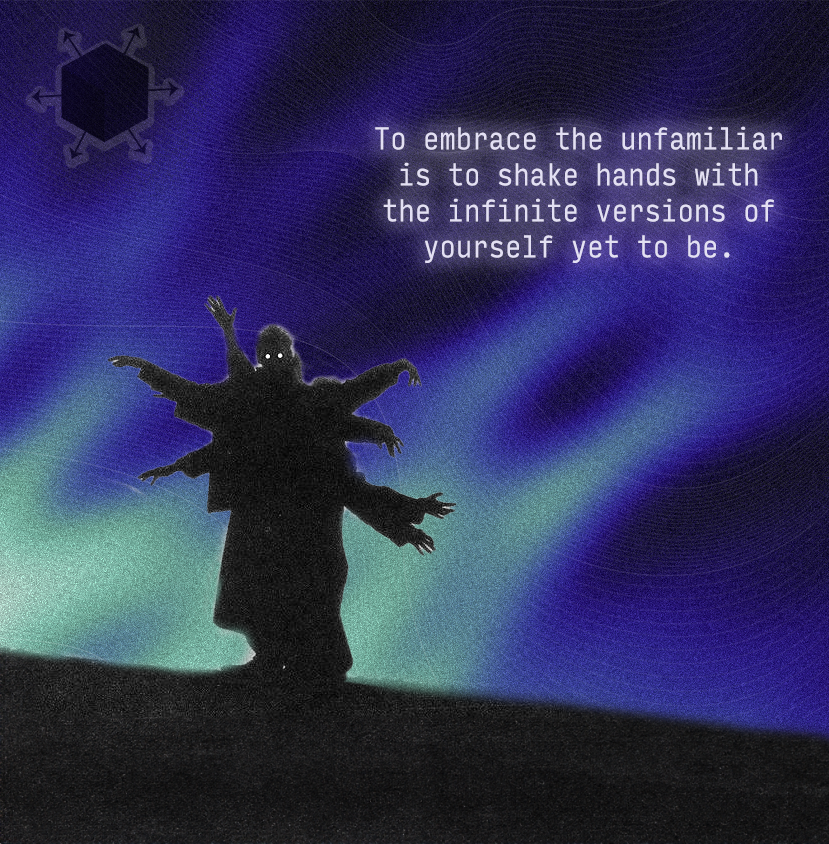 To embrace the unfamiliar
is to shake hands with
the infinite versions of
yourself yet to be.